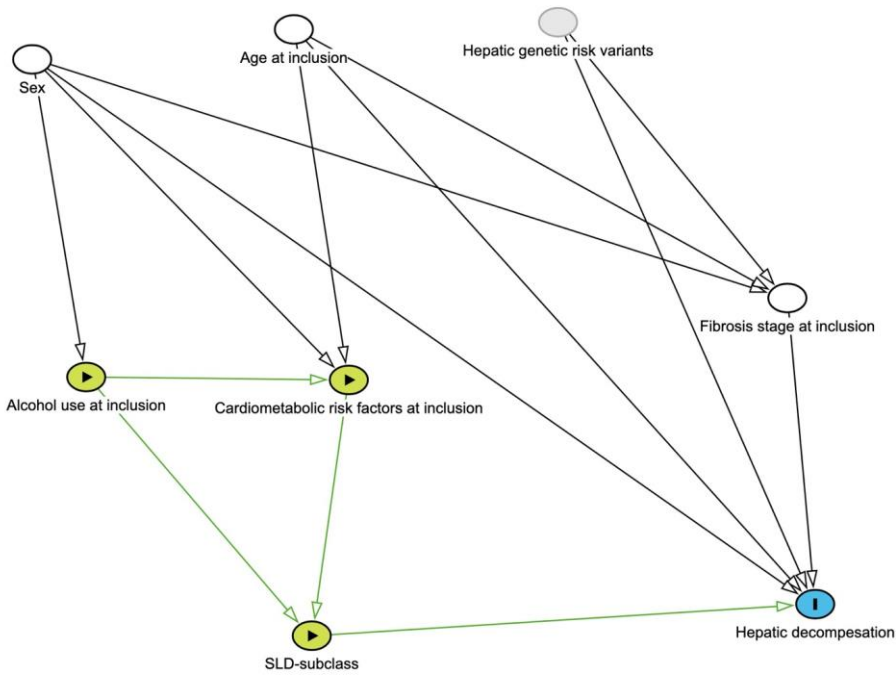 Hepatic genetic risk variants
Age at inclusion
Sex
Fibrosis stage at inclusion
Alcohol use at inclusion
Cardiometabolic risk factors at inclusion
Hepatic decompesation
SLD-subclass